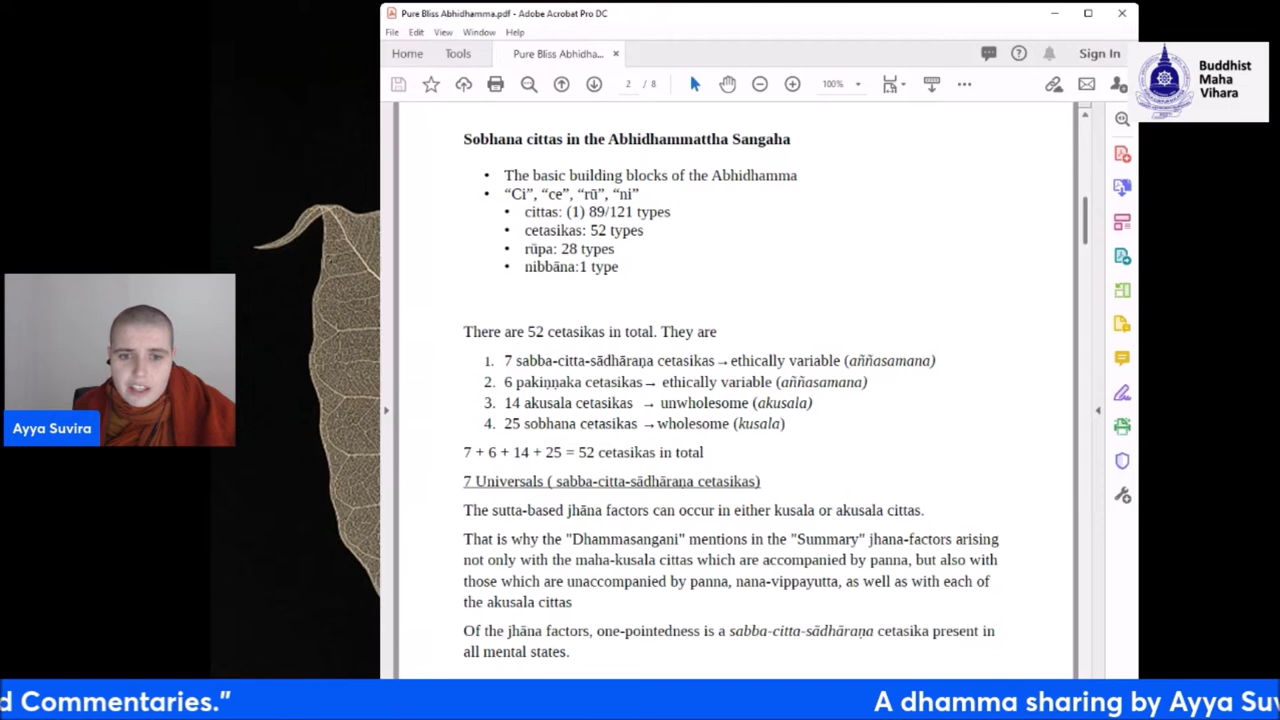 Pure Bliss Abhidhamma.pdf - Adobe Acrobat Pro DC
File Edit View Window Help
Home Tools Pure Bliss Abhidha... × Sign In
2 / 8 100%
Buddhist
Maha
Vihara
Sobhana cittas in the Abhidhammattha Sangaha
• The basic building blocks of the Abhidhamma
• “Ci”, “ce”, “rū”, “ni”
• cittas: (1) 89/121 types
• cetasikas: 52 types
• rūpa: 28 types
• nibbāna:1 type
There are 52 cetasikas in total. They are
1. 7 sabba-citta-sādhāraṇa cetasikas→ethically variable (aññasamana)
2. 6 pakiṇṇaka cetasikas→ ethically variable (aññasamana)
3. 14 akusala cetasikas → unwholesome (akusala)
4. 25 sobhana cetasikas →wholesome (kusala)
7 + 6 + 14 + 25 = 52 cetasikas in total
7 Universals ( sabba-citta-sādhāraṇa cetasikas)
The sutta-based jhāna factors can occur in either kusala or akusala cittas.
That is why the "Dhammasangani" mentions in the "Summary" jhana-factors arising
not only with the maha-kusala cittas which are accompanied by panna, but also with
those which are unaccompanied by panna, nana-vippayutta, as well as with each of
the akusala cittas
Of the jhāna factors, one-pointedness is a sabba-citta-sādhāraṇa cetasika present in
all mental states.
Ayya Suvira
d Commentaries.” A dhamma sharing by Ayya Suv